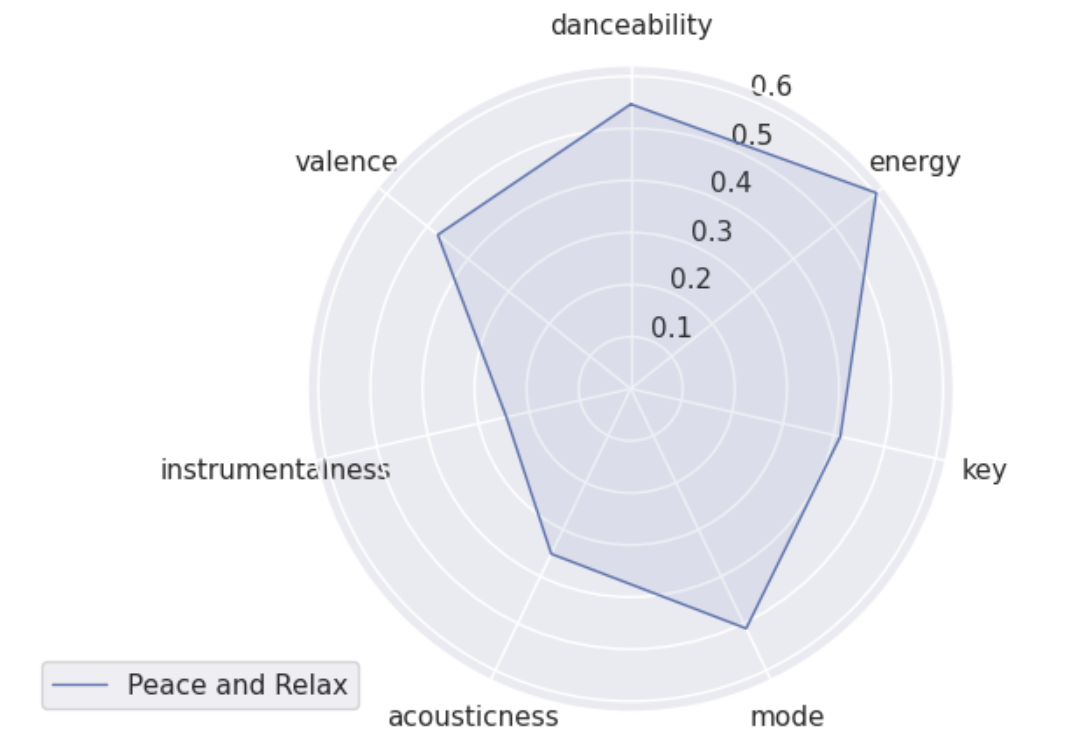 danceability
0.6
0.5
valence
energy
0.4
0.3
0.2
0.1
instrumentalness
key
Peace and Relax
acousticness
mode